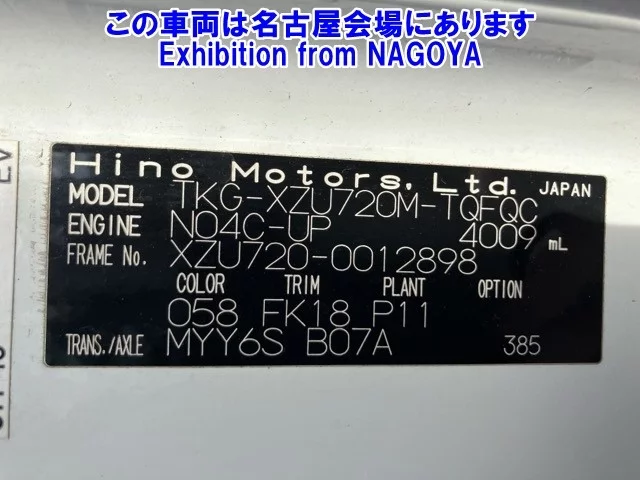 この車両は名古屋会場にあります
Exhibition from NAGOYA
Hino Motors, Ltd. JAPAN
MODEL TKG-XZU720M-TQFQC
ENGINE N04C-UP 4009 mL
FRAME No. XZU720-0012898
COLOR TRIM PLANT OPTION
058 FK18 P11
TRANS./AXLE MYY6S B07A 385
EV